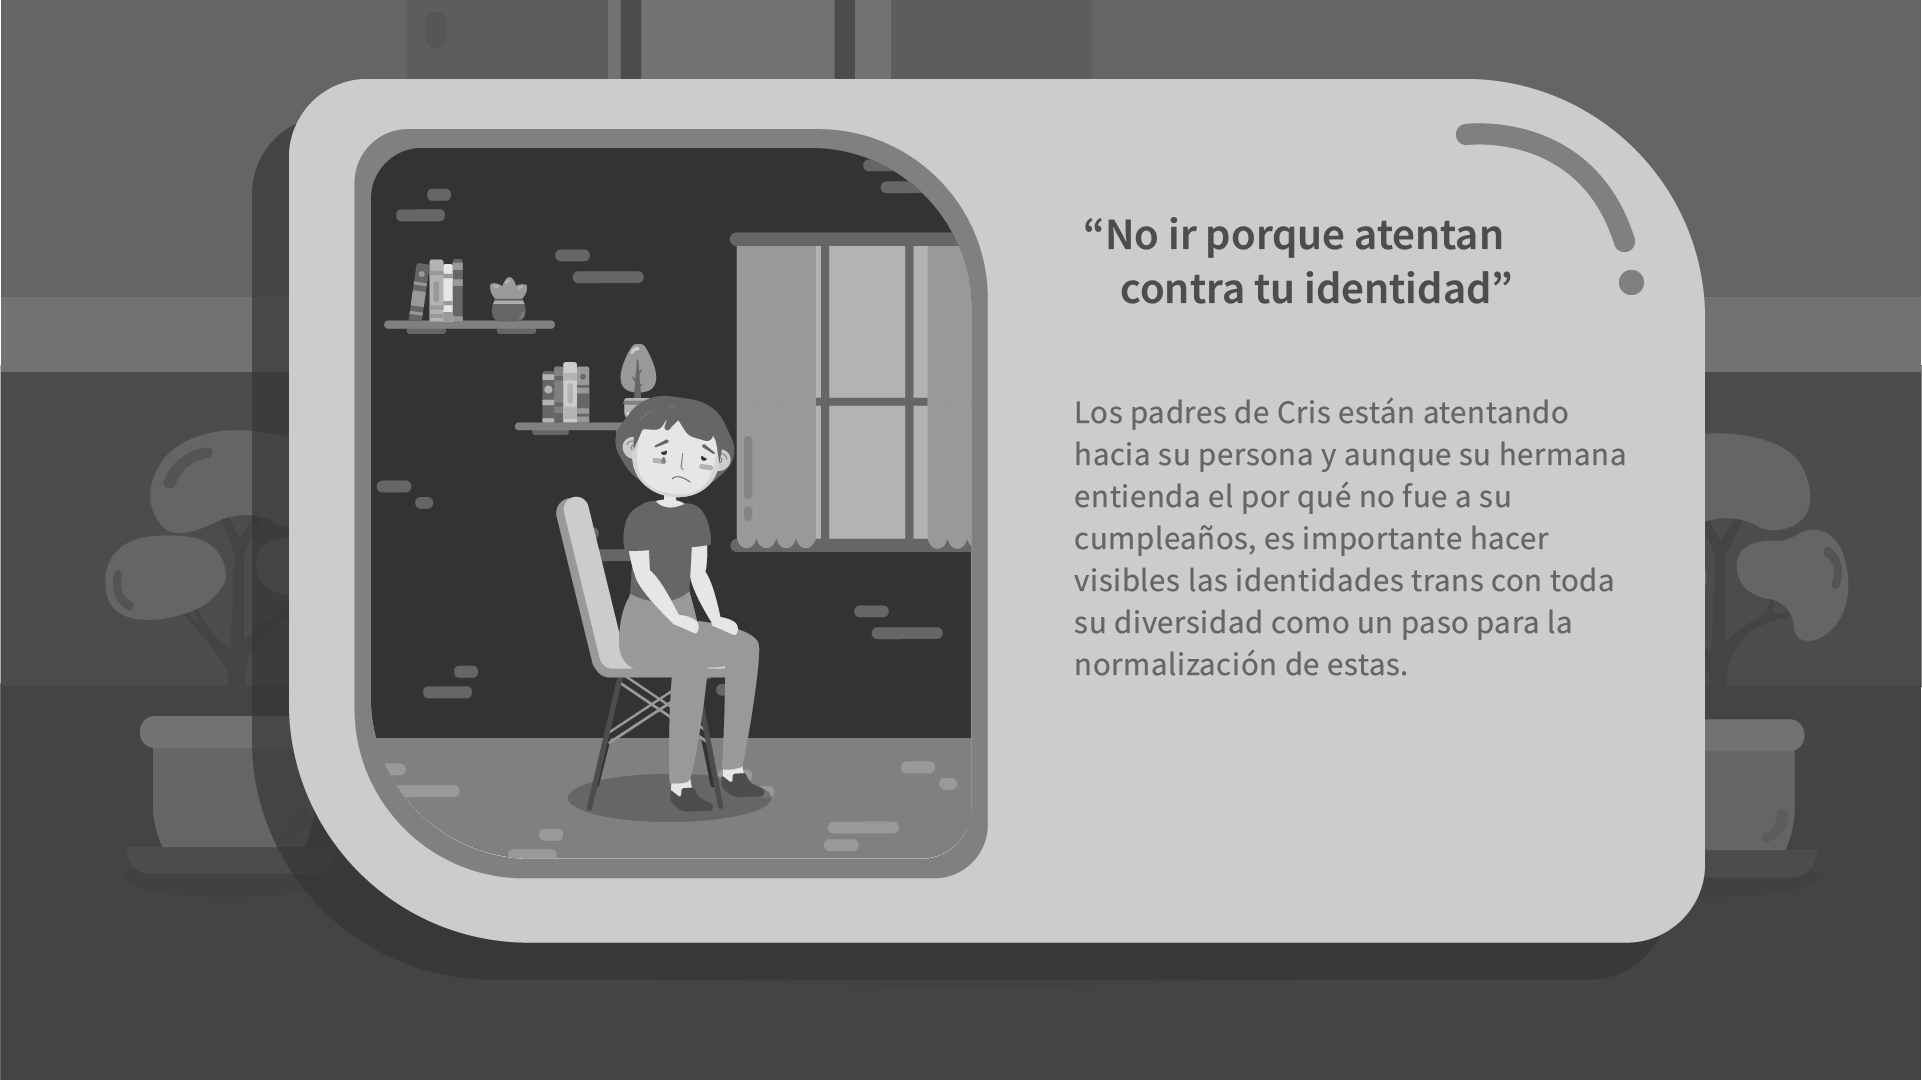 “No ir porque atentan
contra tu identidad”
Los padres de Cris están atentando
hacia su persona y aunque su hermana
entienda el por qué no fue a su
cumpleaños, es importante hacer
visibles las identidades trans con toda
su diversidad como un paso para la
normalización de estas.